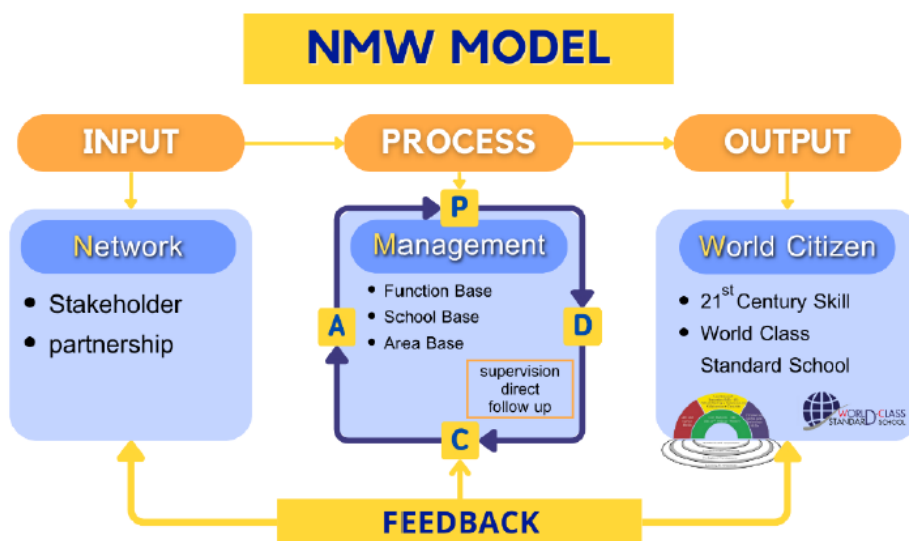 NMW MODEL
INPUT
PROCESS
OUTPUT
Network
• Stakeholder
• partnership
P
Management
• Function Base
• School Base
• Area Base
A
D
supervision
direct
follow up
C
World Citizen
• 21st Century Skill
• World Class
Standard School
WORLD-CLASS
STANDARD SCHOOL
FEEDBACK